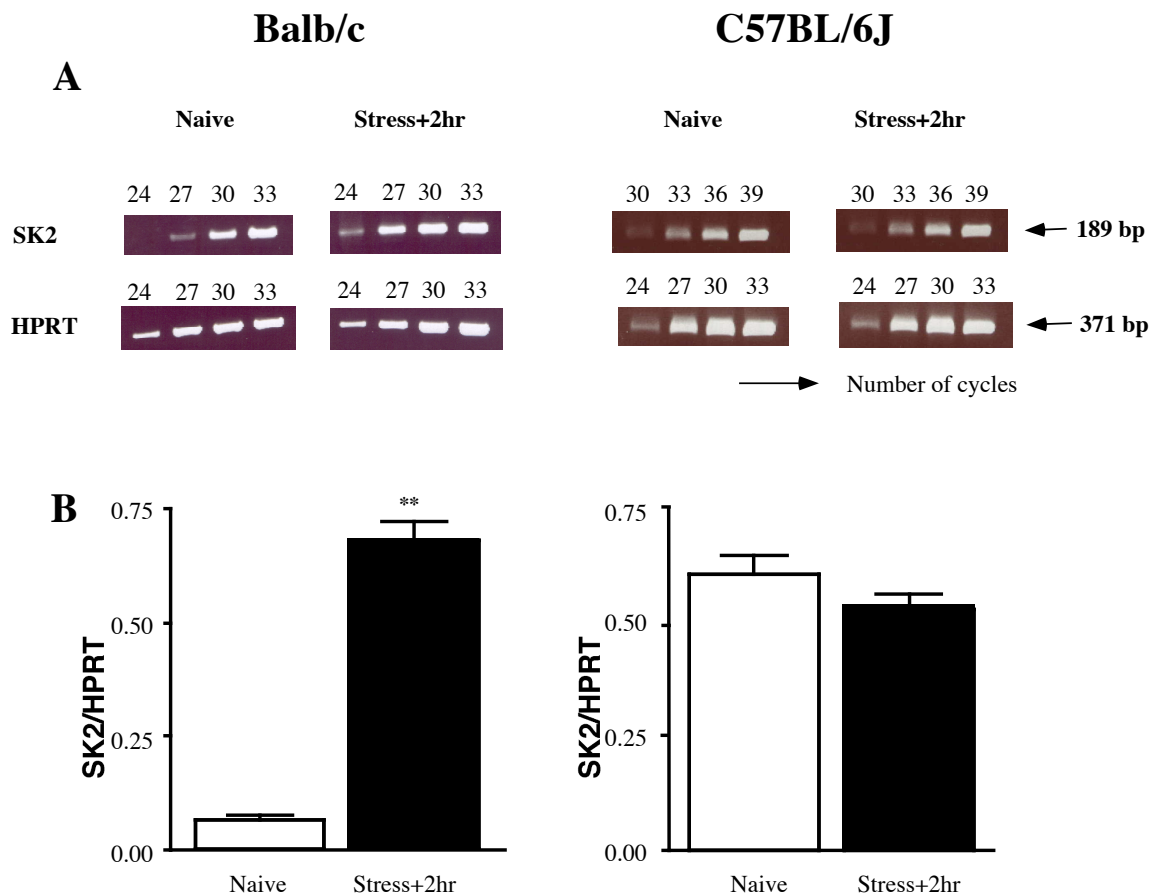 Balb/c C57BL/6J
A
Naive Stress+2hr Naive Stress+2hr
24 27 30 33 24 27 30 33 30 33 36 39 30 33 36 39
SK2 189 bp
24 27 30 33 24 27 30 33 24 27 30 33 24 27 30 33
HPRT 371 bp
Number of cycles
B
0.75 ** 0.75
0.50 0.50
SK2/HPRT SK2/HPRT
0.25 0.25
0.00 0.00
Naive Stress+2hr Naive Stress+2hr